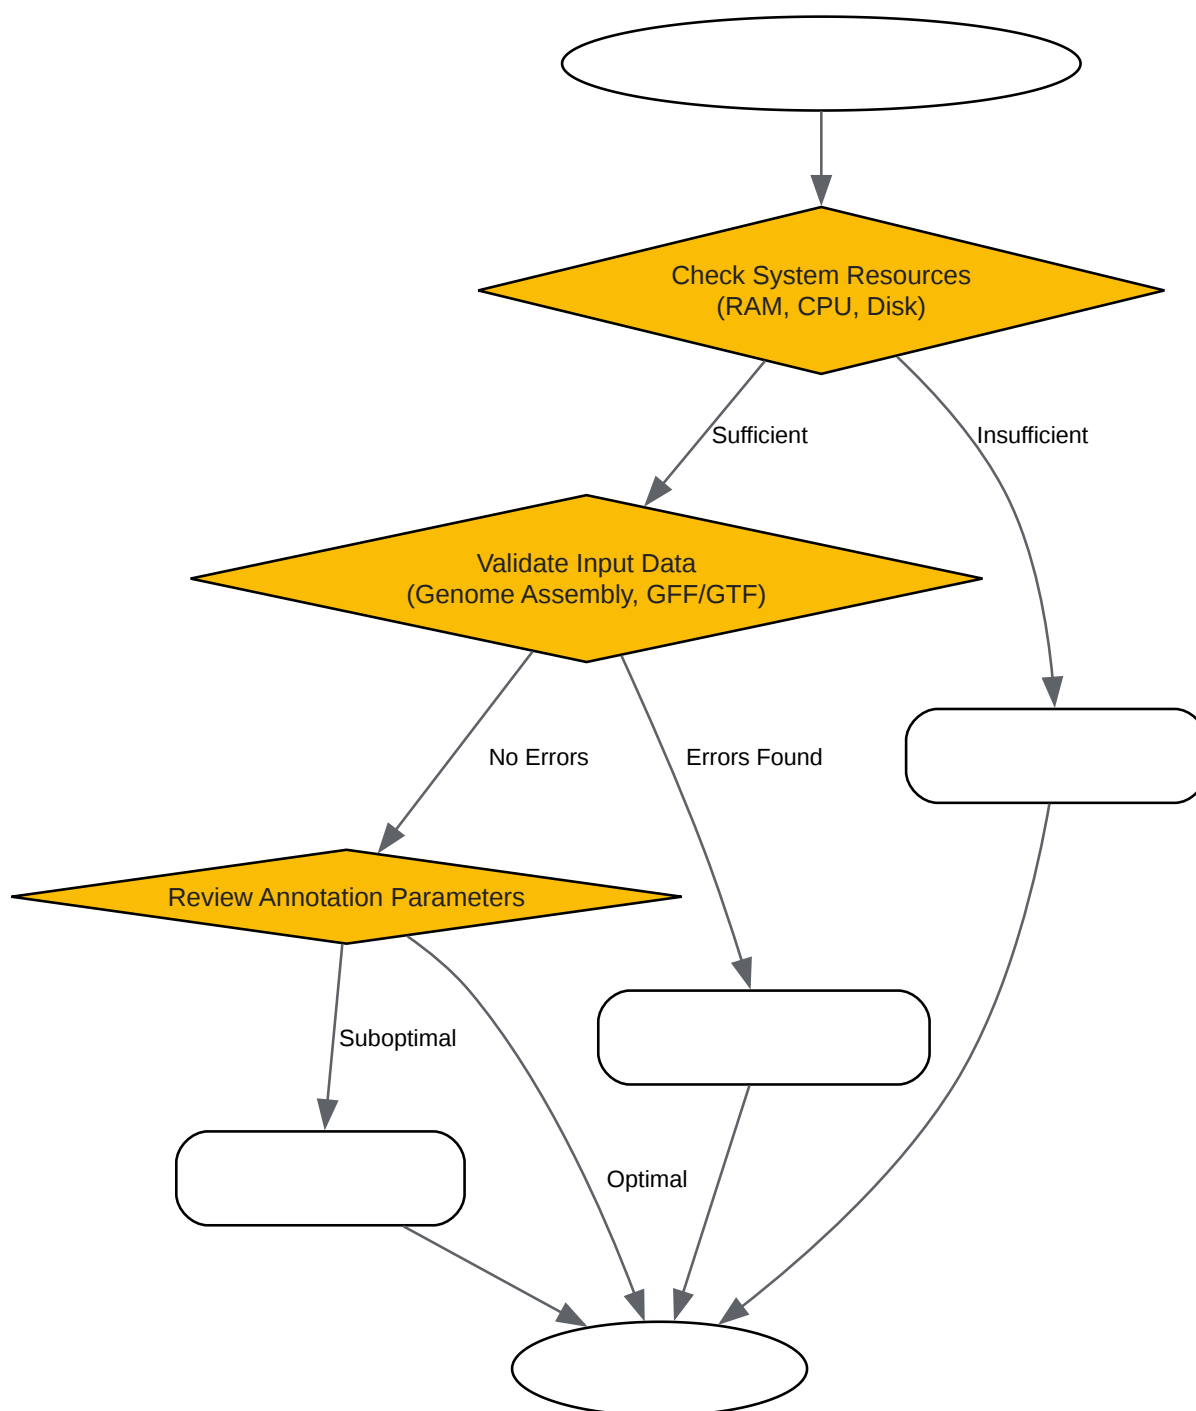 Check System Resources
(RAM, CPU, Disk)
Sufficient
Insufficient
Validate Input Data
(Genome Assembly, GFF/GTF)
No Errors
Errors Found
Review Annotation Parameters
Suboptimal
Optimal